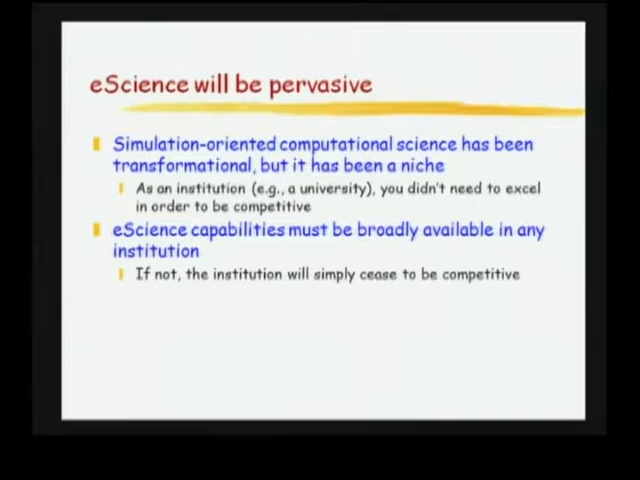 eScience will be pervasive
Simulation-oriented computational science has been
transformational, but it has been a niche
As an institution (e.g., a university), you didn't need to excel
in order to be competitive
eScience capabilities must be broadly available in any
institution
If not, the institution will simply cease to be competitive